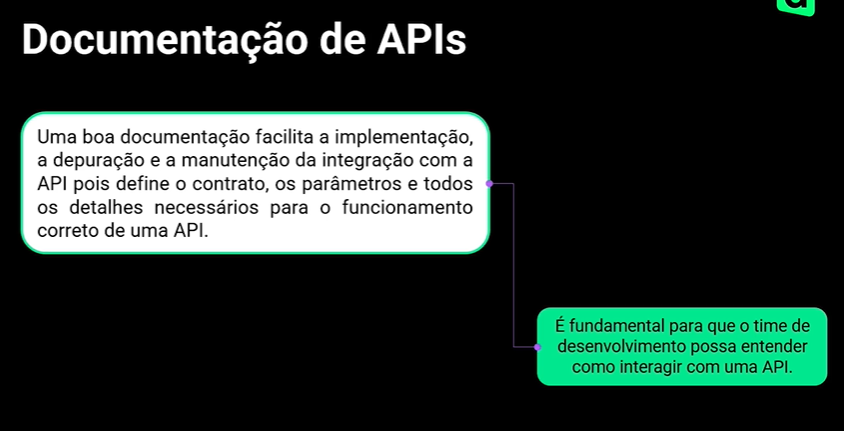 Documentação de APIs
Uma boa documentação facilita a implementação,
a depuração e a manutenção da integração com a
API pois define o contrato, os parâmetros e todos
os detalhes necessários para o funcionamento
correto de uma API.
É fundamental para que o time de
desenvolvimento possa entender
como interagir com uma API.